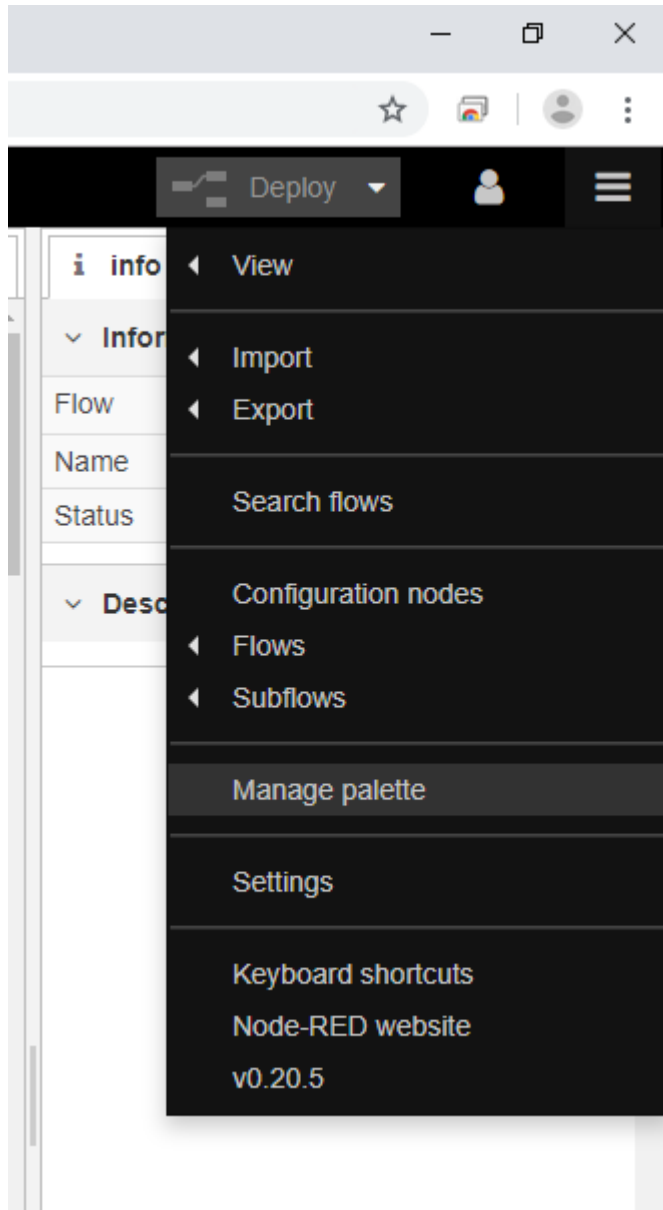 Deploy
info
View
Infor
Import
Flow
Export
Name
Status
Search flows
Desc
Configuration nodes
Flows
Subflows
Manage palette
Settings
Keyboard shortcuts
Node-RED website
v0.20.5